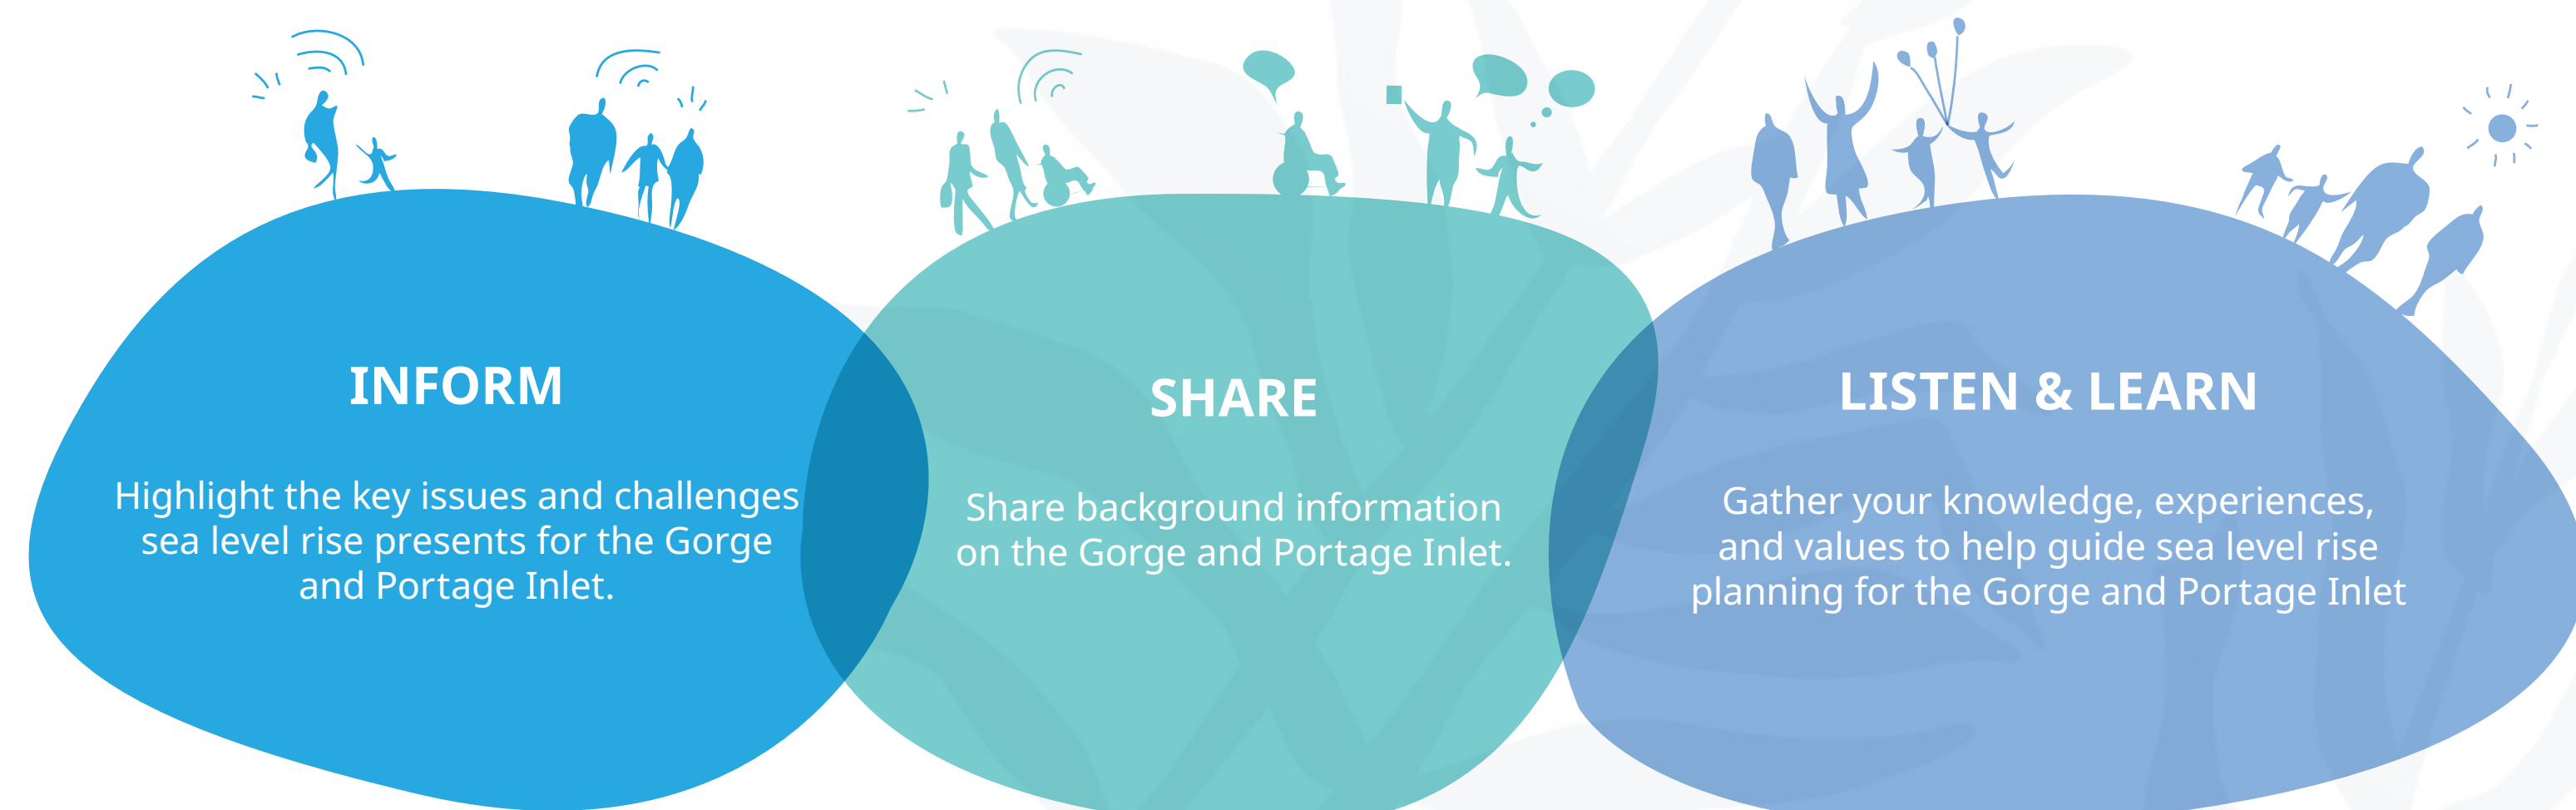 INFORM
Highlight the key issues and challenges
sea level rise presents for the Gorge
and Portage Inlet.
SHARE
Share background information
on the Gorge and Portage Inlet.
LISTEN & LEARN
Gather your knowledge, experiences,
and values to help guide sea level rise
planning for the Gorge and Portage Inlet